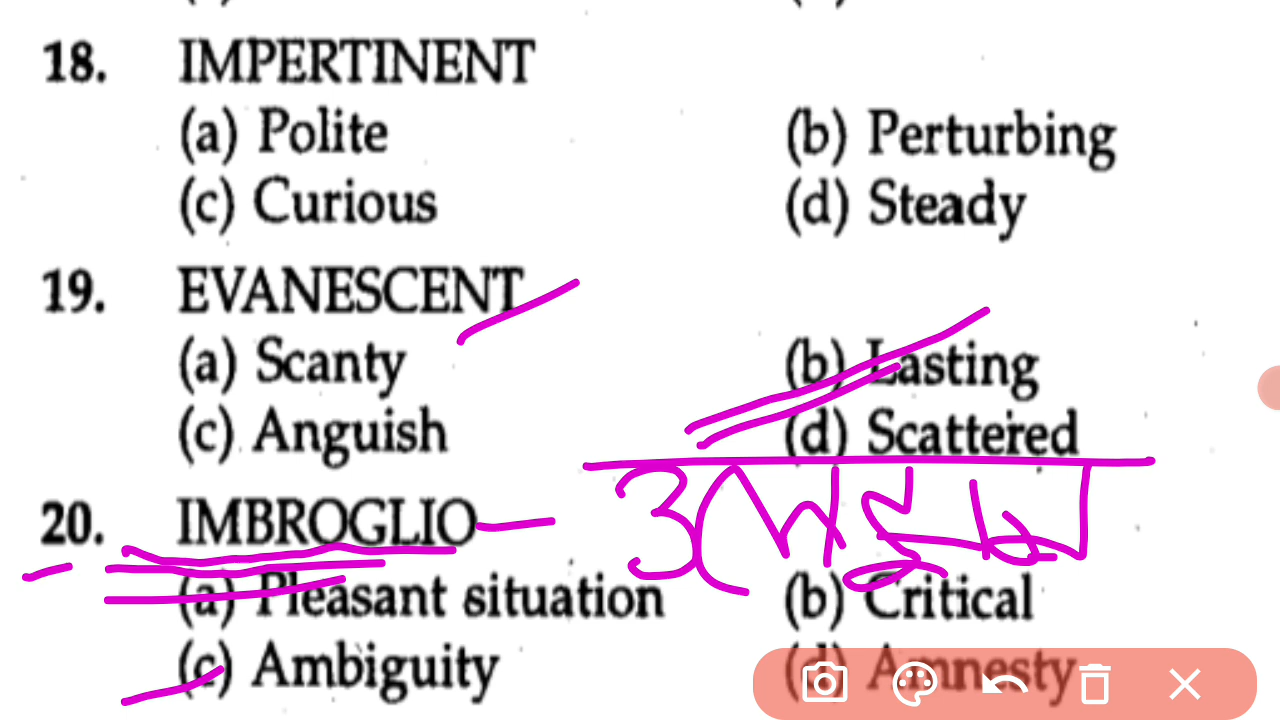 18. IMPERTINENT
(a) Polite (b) Perturbing
(c) Curious (d) Steady
19. EVANESCENT
(a) Scanty (b) Lasting
(c) Anguish (d) Scattered
20. IMBROGLIO
(a) Pleasant situation (b) Critical
(c) Ambiguity (d) Amnesty